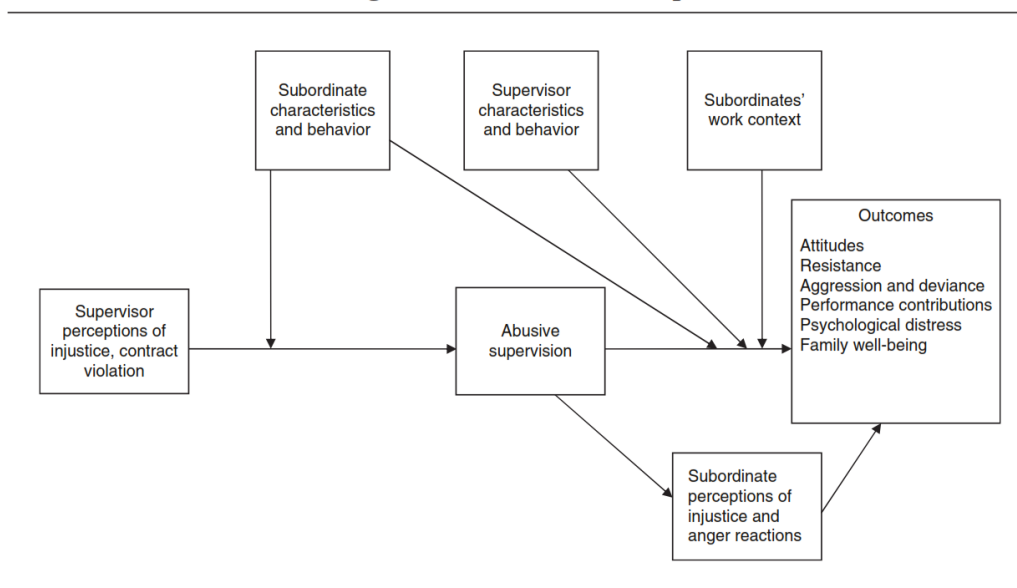 Subordinate
characteristics
and behavior
Supervisor
characteristics
and behavior
Subordinates’
work context
Outcomes
Attitudes
Resistance
Aggression and deviance
Performance contributions
Psychological distress
Family well-being
Supervisor
perceptions of
injustice, contract
violation
Abusive
supervision
Subordinate
perceptions of
injustice and
anger reactions